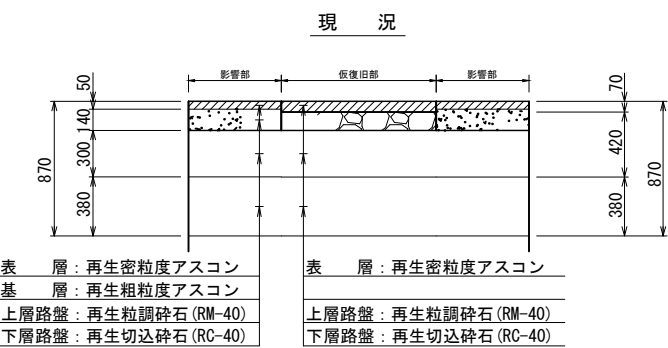 現 況
影響部 仮復旧部 影響部
50
140
300
380
870
70
420
380
870
表 層：再生密粒度アスコン
基 層：再生粗粒度アスコン
上層路盤：再生粒調砕石(RM-40)
下層路盤：再生切込砕石(RC-40)
表 層：再生密粒度アスコン
上層路盤：再生粒調砕石(RM-40)
下層路盤：再生切込砕石(RC-40)